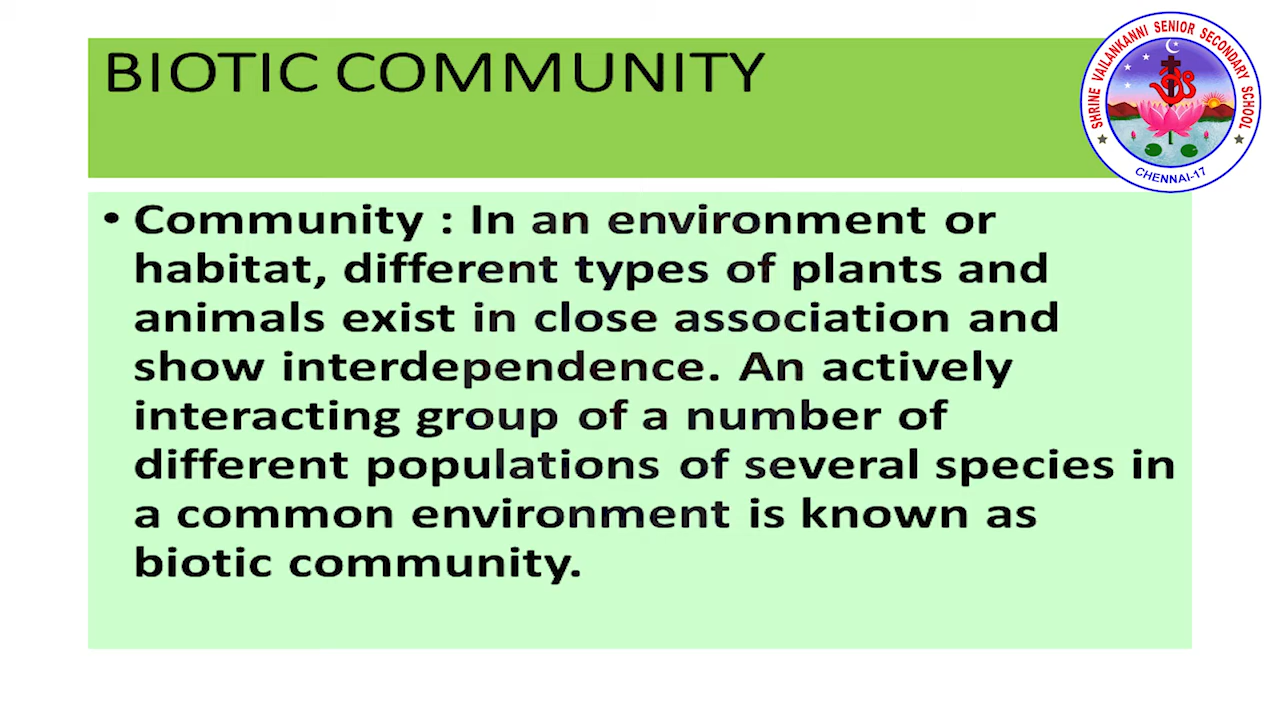 BIOTIC COMMUNITY
SHRINE VAILANKANNI SENIOR SECONDARY SCHOOL
CHENNAI-17
• Community : In an environment or
habitat, different types of plants and
animals exist in close association and
show interdependence. An actively
interacting group of a number of
different populations of several species in
a common environment is known as
biotic community.